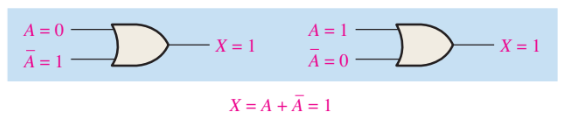 A = 0 A = 1
X = 1 X = 1
Ā = 1 Ā = 0
X = A + Ā = 1